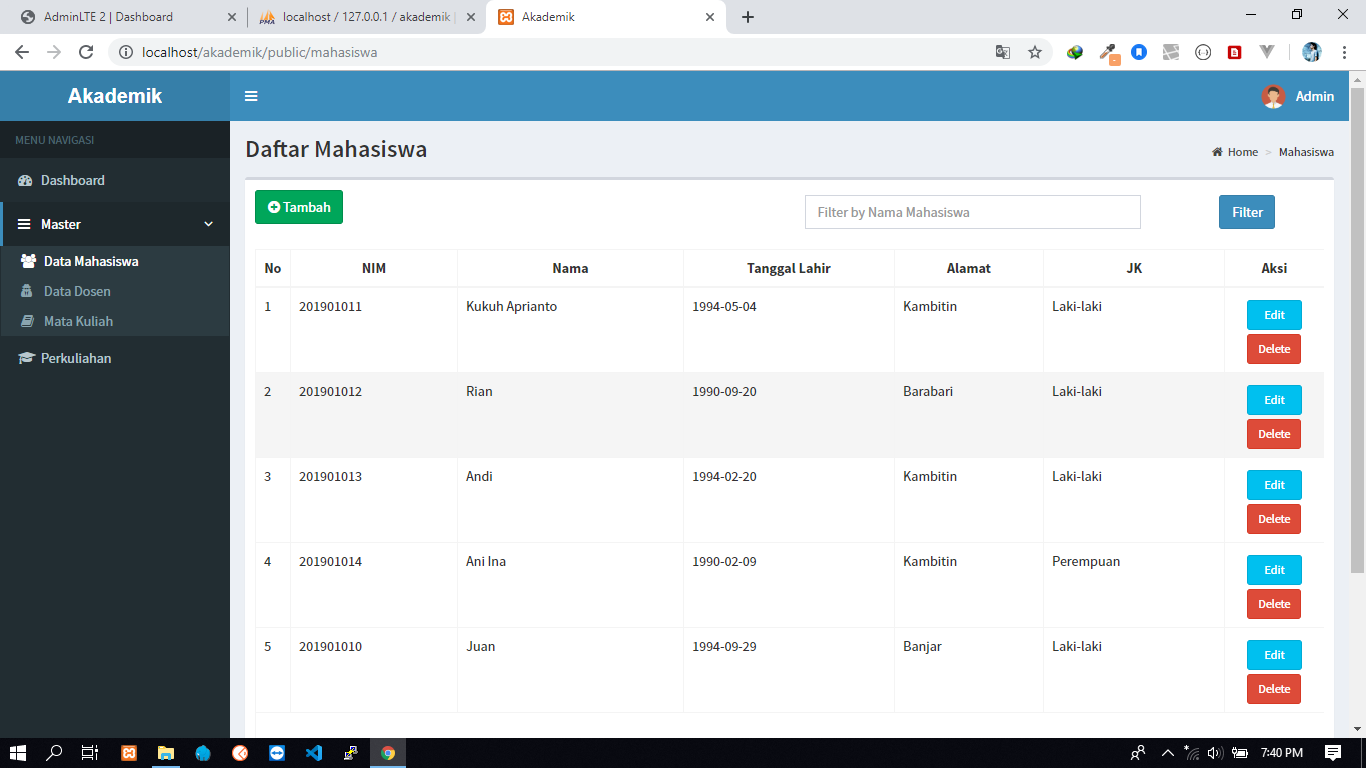 AdminLTE 2 | Dashboard
localhost / 127.0.0.1 / akademik |
Akademik
localhost/akademik/public/mahasiswa
Akademik
Admin
MENU NAVIGASI
Dashboard
Master
Data Mahasiswa
Data Dosen
Mata Kuliah
Perkuliahan
Daftar Mahasiswa
Home > Mahasiswa
Tambah
Filter by Nama Mahasiswa
Filter
No NIM Nama Tanggal Lahir Alamat JK Aksi
1 201901011 Kukuh Aprianto 1994-05-04 Kambitin Laki-laki Edit
Delete
2 201901012 Rian 1990-09-20 Barabari Laki-laki Edit
Delete
3 201901013 Andi 1994-02-20 Kambitin Laki-laki Edit
Delete
4 201901014 Ani Ina 1990-02-09 Kambitin Perempuan Edit
Delete
5 201901010 Juan 1994-09-29 Banjar Laki-laki Edit
Delete
7:40 PM